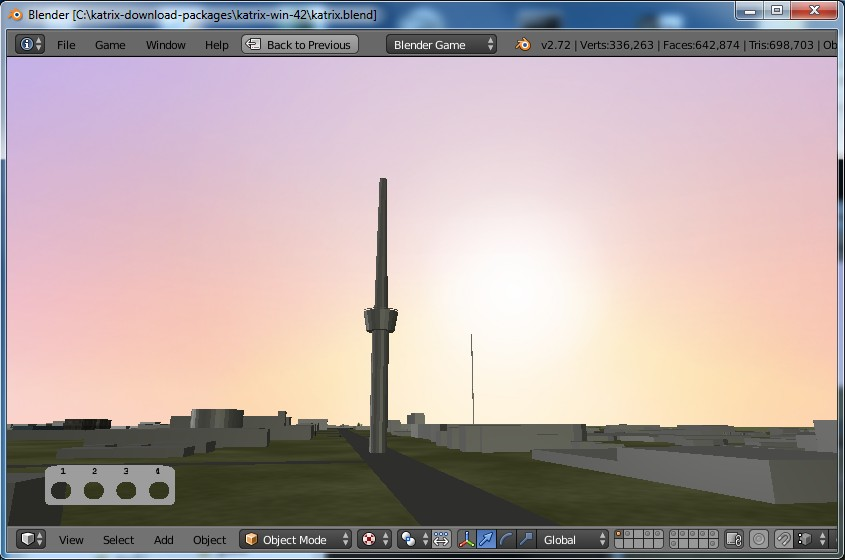 Blender [C:\katrix-download-packages\katrix-win-42\katrix.blend]
File Game Window Help Back to Previous Blender Game v2.72 | Verts:336,263 | Faces:642,874 | Tris:698,703 | Ob
1 2 3 4
View Select Add Object Object Mode Global